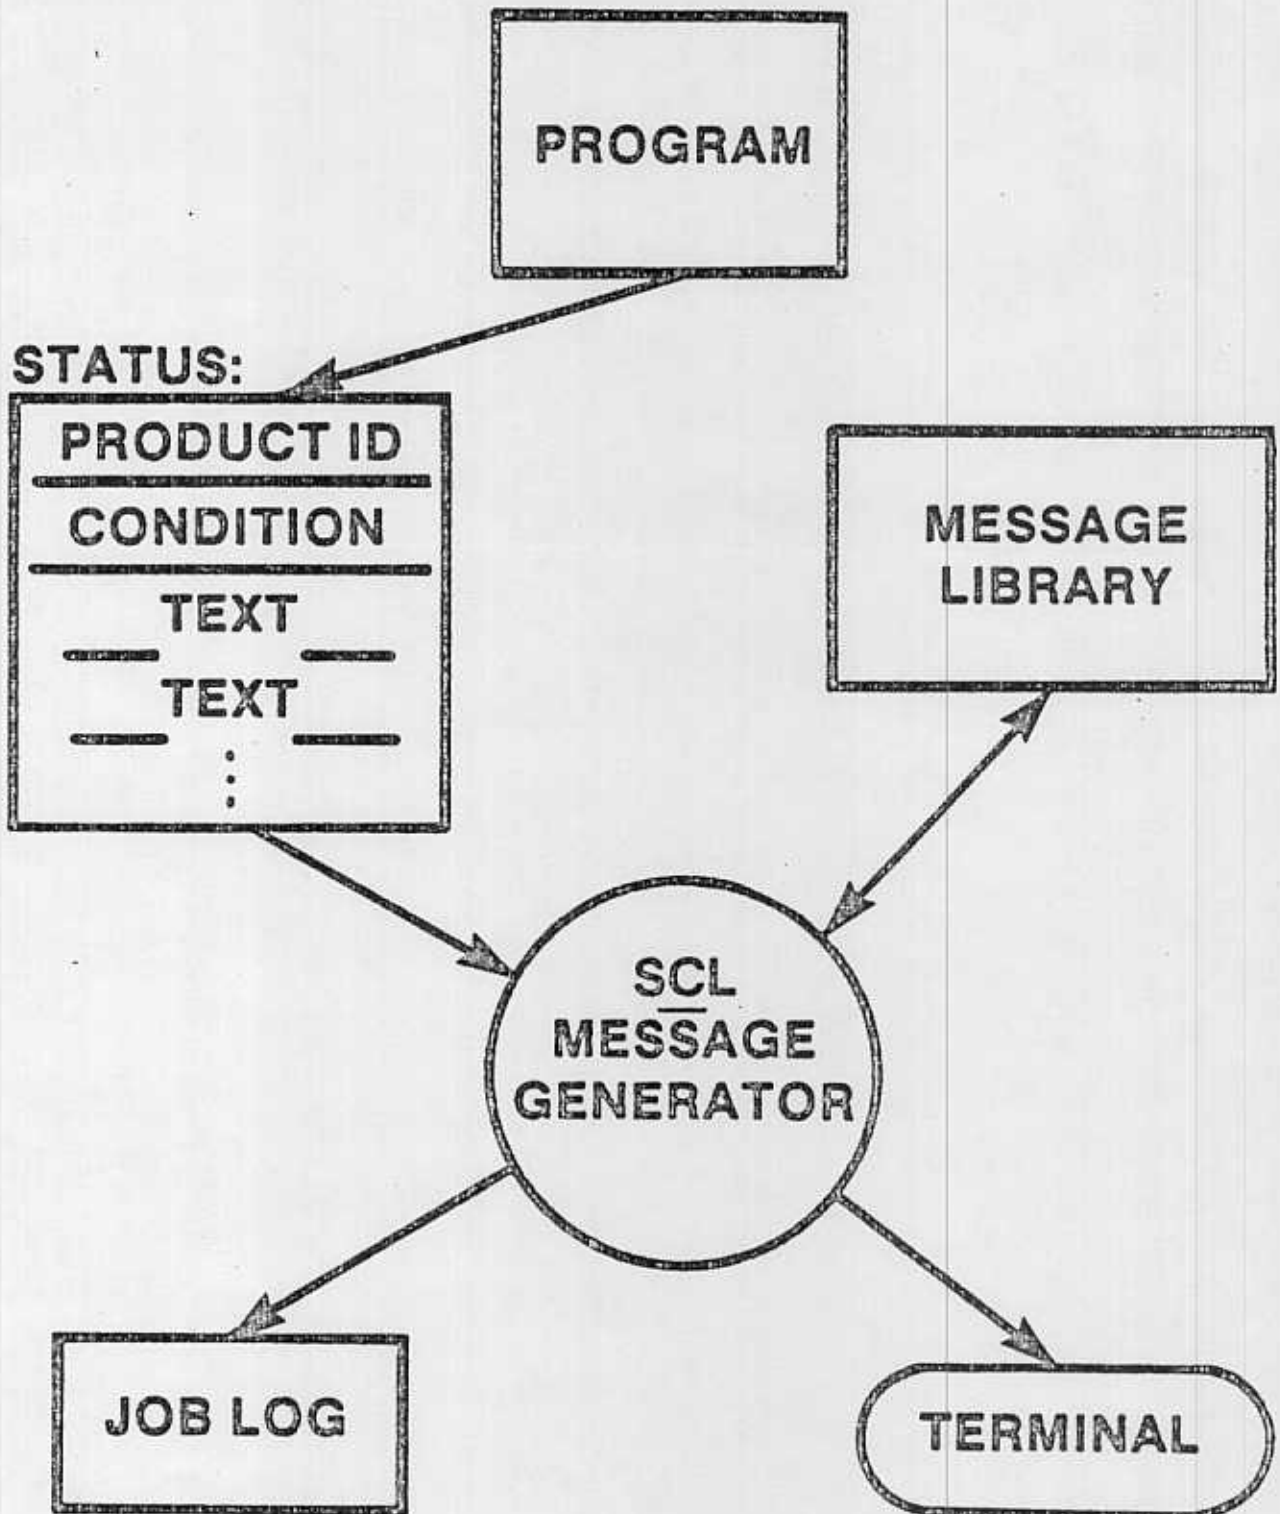 PROGRAM
STATUS:
PRODUCT ID
CONDITION
TEXT
TEXT
MESSAGE
LIBRARY
SCL
MESSAGE
GENERATOR
JOB LOG
TERMINAL